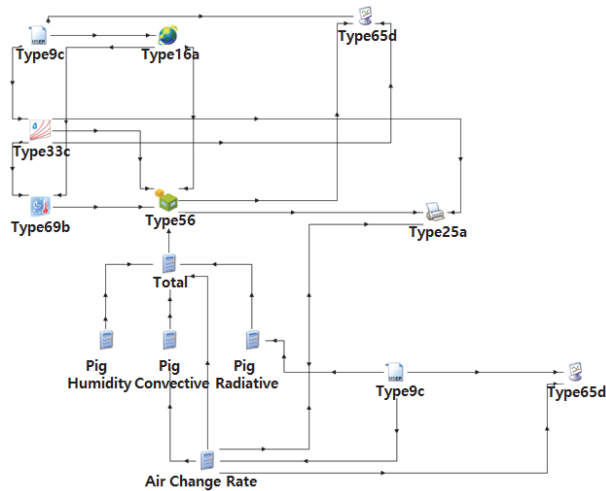 Type65d
Type9c
Type16a
Type33c
Type69b
Type56
Type25a
Total
Pig
Humidity
Pig
Convective
Pig
Radiative
Type9c
Type65d
Air Change Rate